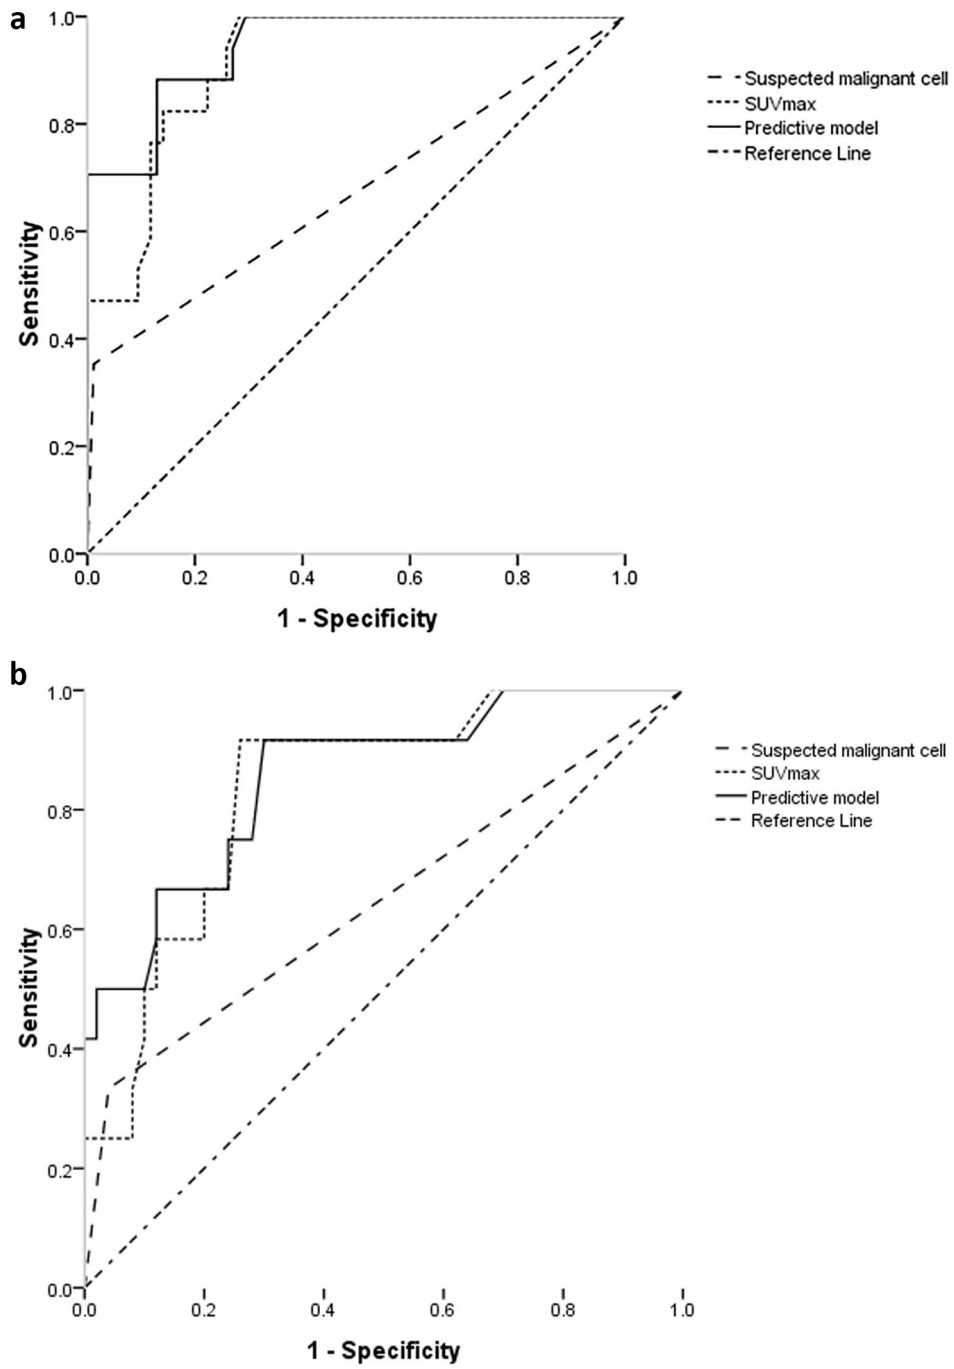 a
1.0
0.8
0.6
0.4
0.2
0.0
Sensitivity
0.0 0.2 0.4 0.6 0.8 1.0
1 - Specificity
Suspected malignant cell
SUVmax
Predictive model
Reference Line
b
1.0
0.8
0.6
0.4
0.2
0.0
Sensitivity
0.0 0.2 0.4 0.6 0.8 1.0
1 - Specificity
Suspected malignant cell
SUVmax
Predictive model
Reference Line